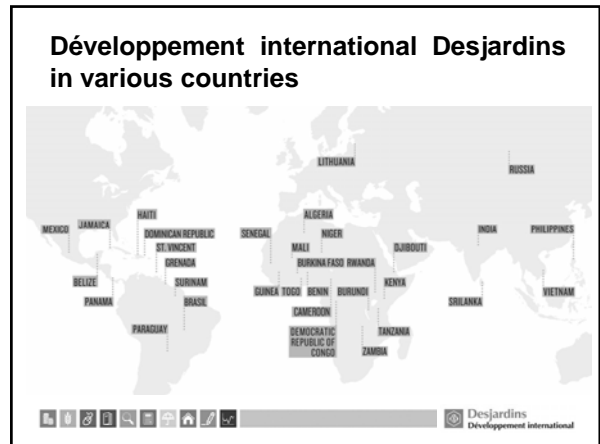 Développement international Desjardins
in various countries
LITHUANIA
RUSSIA
HAITI
ALGERIA
MEXICO
JAMAICA
DOMINICAN REPUBLIC
SENEGAL
NIGER
INDIA
PHILIPPINES
ST. VINCENT
MALI
DJIBOUTI
GRENADA
BURKINA FASO
RWANDA
BELIZE
SURINAM
GUINEA
TOGO
BENIN
BURUNDI
KENYA
PANAMA
BRASIL
SRILANKA
VIETNAM
CAMEROON
PARAGUAY
DEMOCRATIC
REPUBLIC OF
CONGO
TANZANIA
ZAMBIA
Desjardins
Développement international